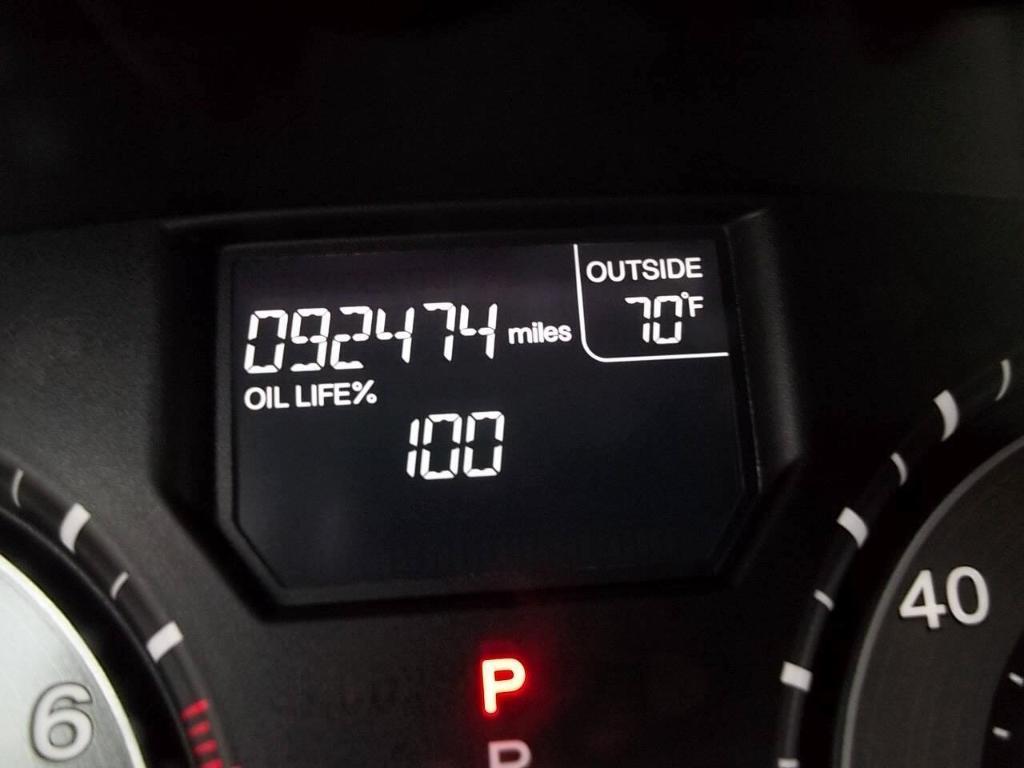 OUTSIDE
70°F
092474 miles
OIL LIFE%
100
40
P
6